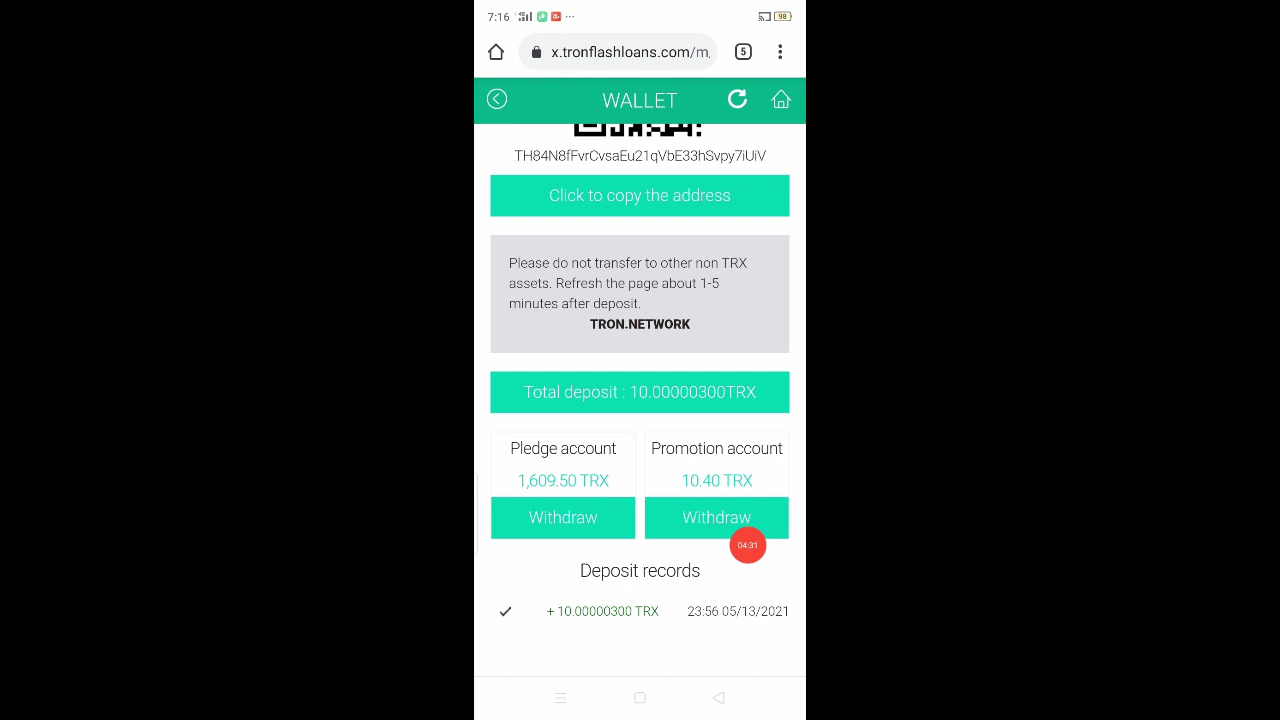 7:16
98
x.tronflashloans.com/m
5
WALLET
TH84N8fFvrCvsaEu21qVbE33hSvpy7iUiV
Click to copy the address
Please do not transfer to other non TRX
assets. Refresh the page about 1-5
minutes after deposit.
TRON.NETWORK
Total deposit : 10.00000300TRX
Pledge account
Promotion account
1,609.50 TRX
10.40 TRX
Withdraw
Withdraw
04:31
Deposit records
+ 10.00000300 TRX
23:56 05/13/2021